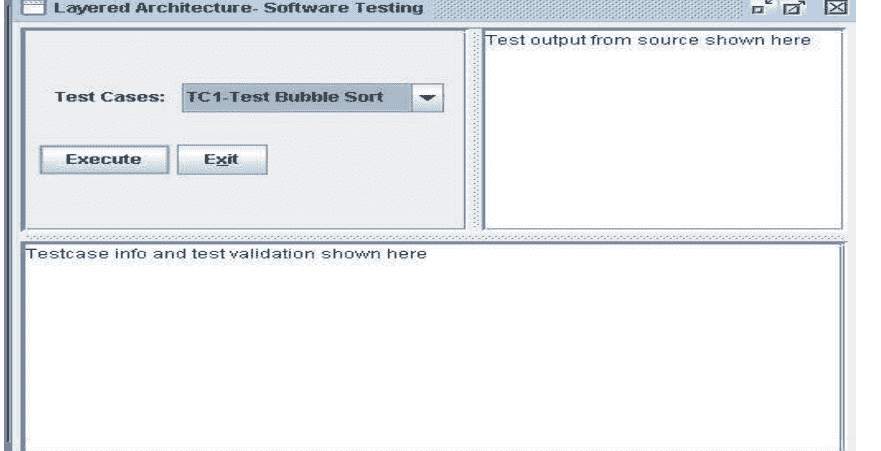 Layered Architecture- Software Testing
Test Cases: TC1-Test Bubble Sort
Execute Exit
Test output from source shown here
Testcase info and test validation shown here